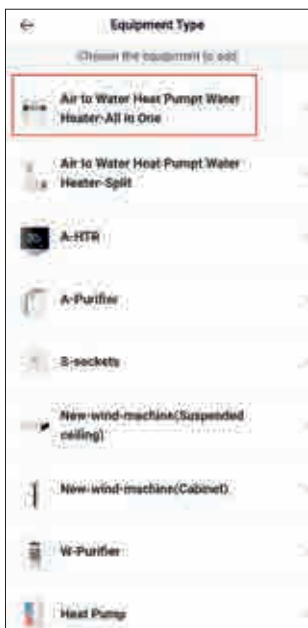 Equipment Type
Choose the equipment to add
Air to Water Heat Pumpt Water
Heater-All in One
Air to Water Heat Pumpt Water
Heater-Split
A-HTR
A-Purifier
S-sockets
New-wind-machine(Suspended
ceiling)
New-wind-machine(Cabinet)
W-Purifier
Heat Pump